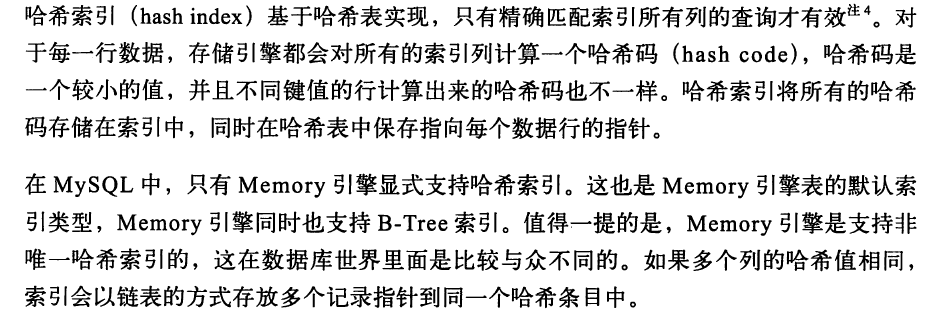 哈希索引（hash index）基于哈希表实现，只有精确匹配索引所有列的查询才有效注4。对
于每一行数据，存储引擎都会对所有的索引列计算一个哈希码（hash code），哈希码是
一个较小的值，并且不同键值的行计算出来的哈希码也不一样。哈希索引将所有的哈希
码存储在索引中，同时在哈希表中保存指向每个数据行的指针。
在 MySQL 中，只有 Memory 引擎显式支持哈希索引。这也是 Memory 引擎表的默认索
引类型，Memory 引擎同时也支持 B-Tree 索引。值得一提的是，Memory 引擎是支持非
唯一哈希索引的，这在数据库世界里面是比较与众不同的。如果多个列的哈希值相同，
索引会以链表的方式存放多个记录指针到同一个哈希条目中。